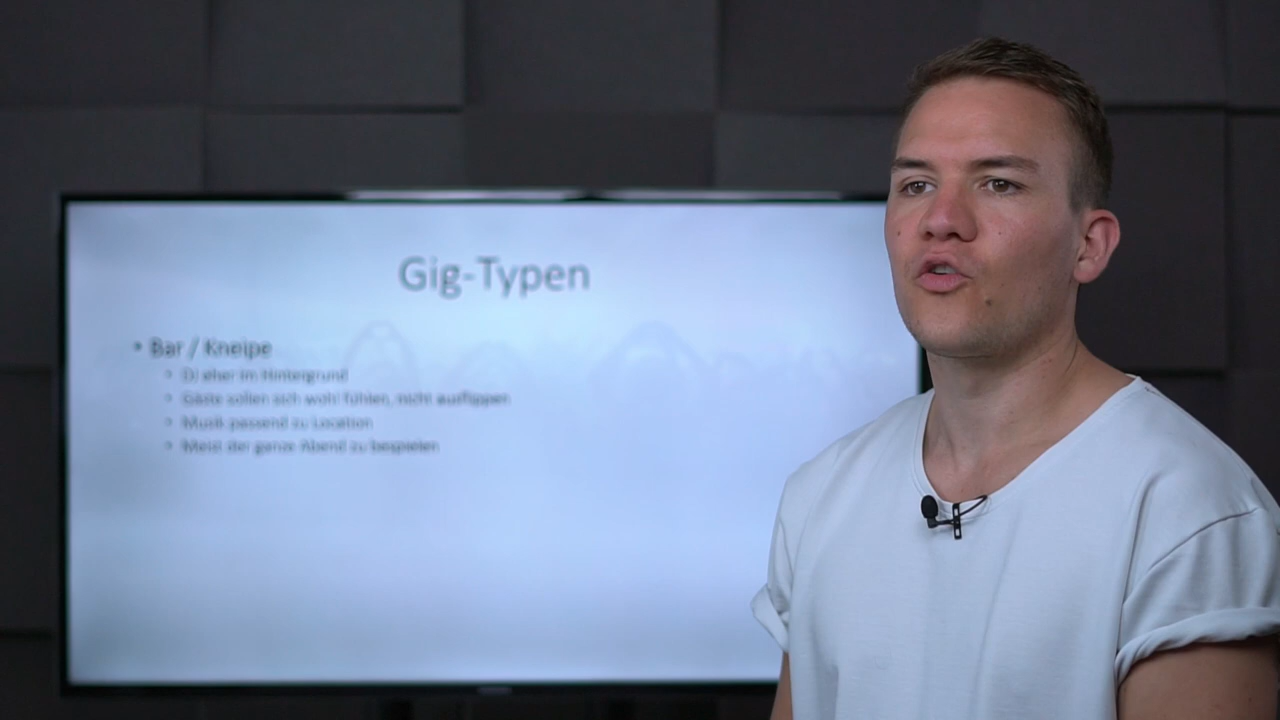 Gig-Typen
• Bar / Kneipe
• DJ eher im Hintergrund
• Gäste sollen sich wohl fühlen, nicht ausflippen
• Musik passend zu Location
• Meist der ganze Abend zu bespielen